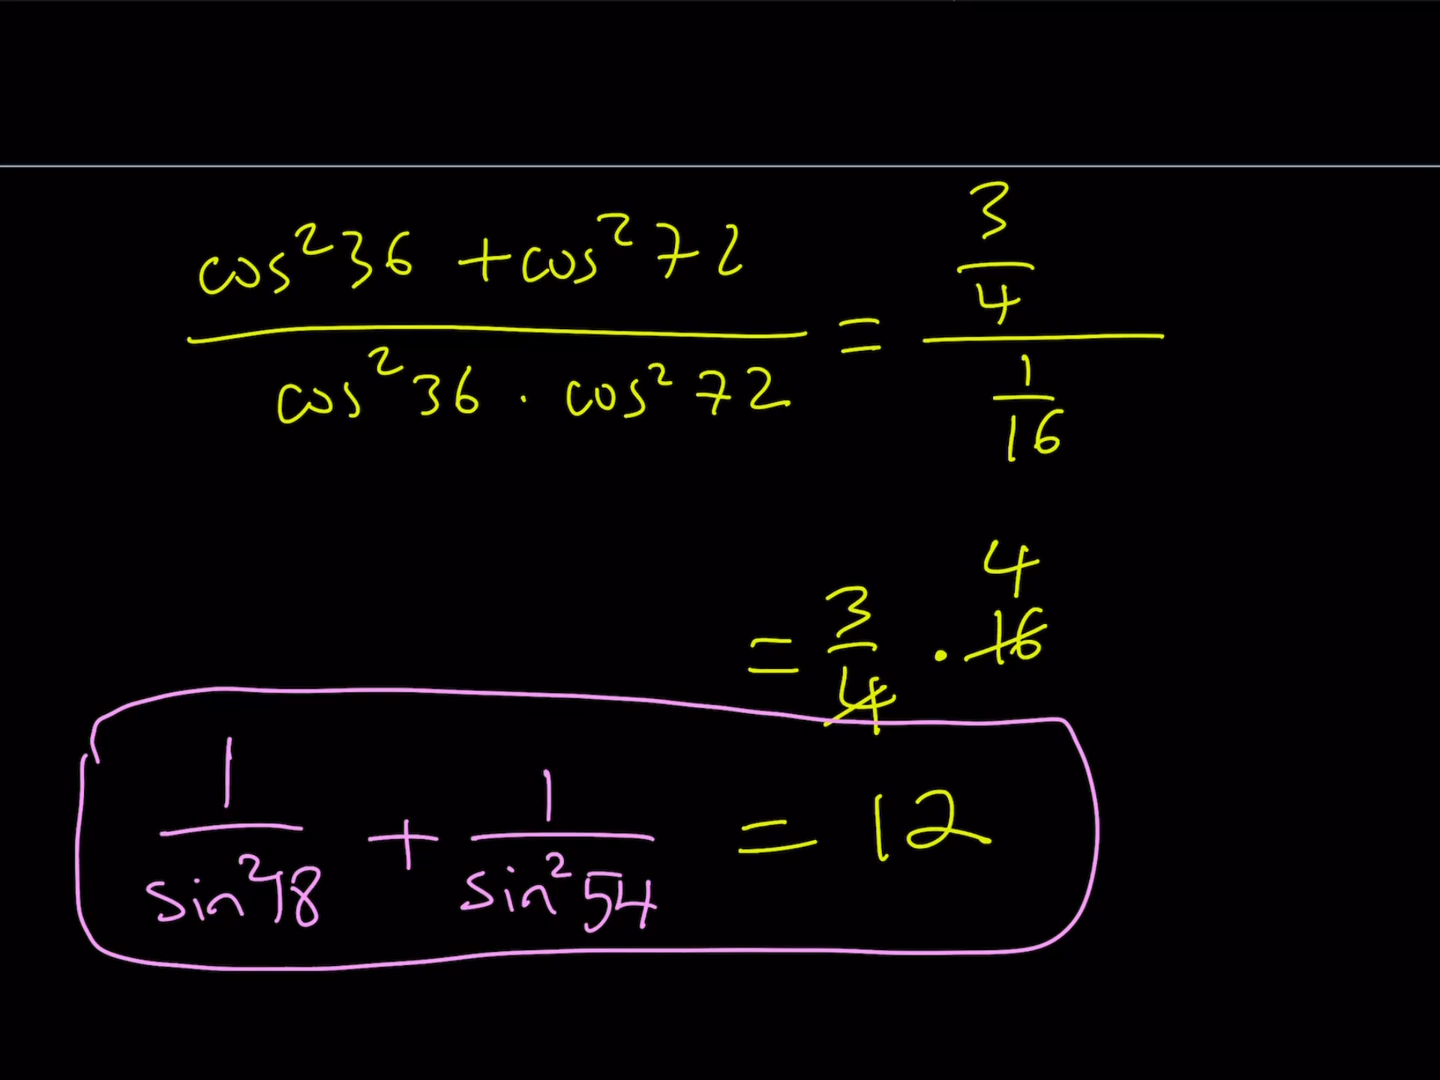 cos²36 + cos²72 / cos²36 · cos²72 = 3/4 / 1/16
= 3/4 · 16 4
1/sin²18 + 1/sin²54 = 12